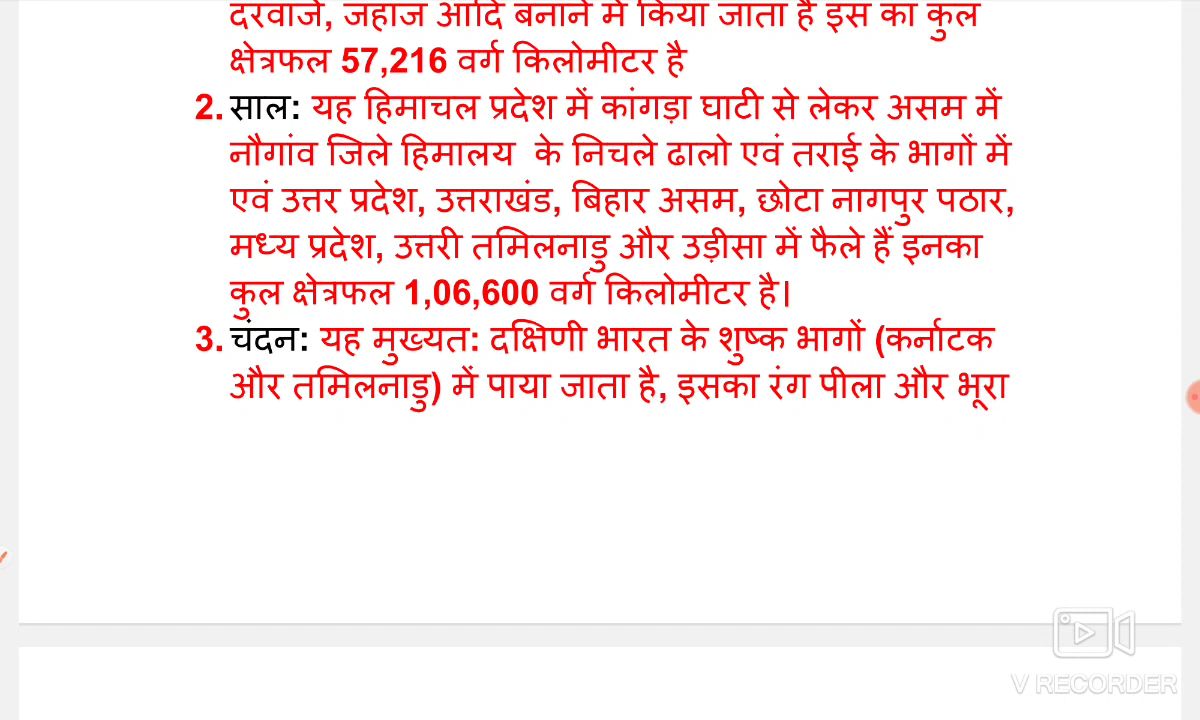 दरवाजे, जहाज आदि बनाने में किया जाता है इस का कुल
क्षेत्रफल 57,216 वर्ग किलोमीटर है
2. साल: यह हिमाचल प्रदेश में कांगड़ा घाटी से लेकर असम में
नौगांव जिले हिमालय के निचले ढालो एवं तराई के भागों में
एवं उत्तर प्रदेश, उत्तराखंड, बिहार असम, छोटा नागपुर पठार,
मध्य प्रदेश, उत्तरी तमिलनाडु और उड़ीसा में फैले हैं इनका
कुल क्षेत्रफल 1,06,600 वर्ग किलोमीटर है।
3. चंदन: यह मुख्यत: दक्षिणी भारत के शुष्क भागों (कर्नाटक
और तमिलनाडु) में पाया जाता है, इसका रंग पीला और भूरा
V RECORDER